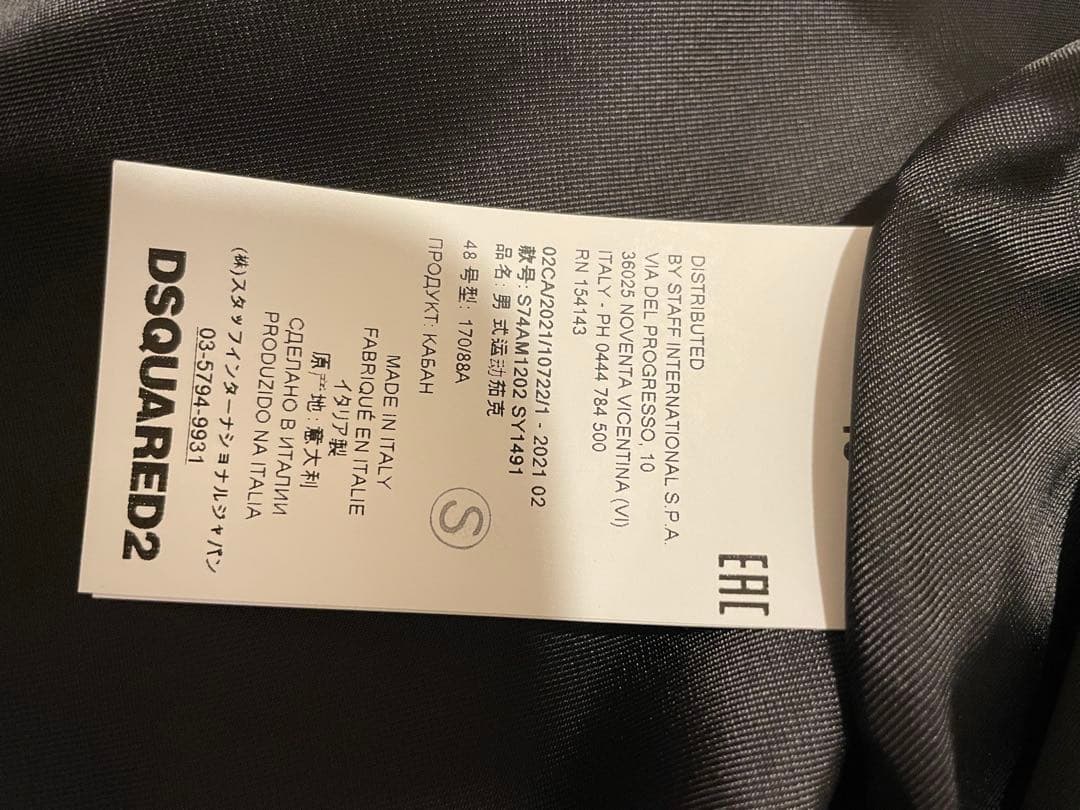 EAC
DISTRIBUTED
BY STAFF INTERNATIONAL S.P.A.
VIA DEL PROGRESSO, 10
36025 NOVENTA VICENTINA (VI)
ITALY - PH 0444 784 500
RN 154143
02CA/2021/10722/1 - 2021 02
款号: S74AM1202 SY1491
品名: 男 式运动茄克
48 号型: 170/88A
ПРОДУКТ: КАБАН
S
MADE IN ITALY
FABRIQUÉ EN ITALIE
イタリア製
原产地: 意大利
СДЕЛАНО В ИТАЛИИ
PRODUZIDO NA ITALIA
(株)スタッフインターナショナルジャパン
03-5794-9931
DSQUARED2